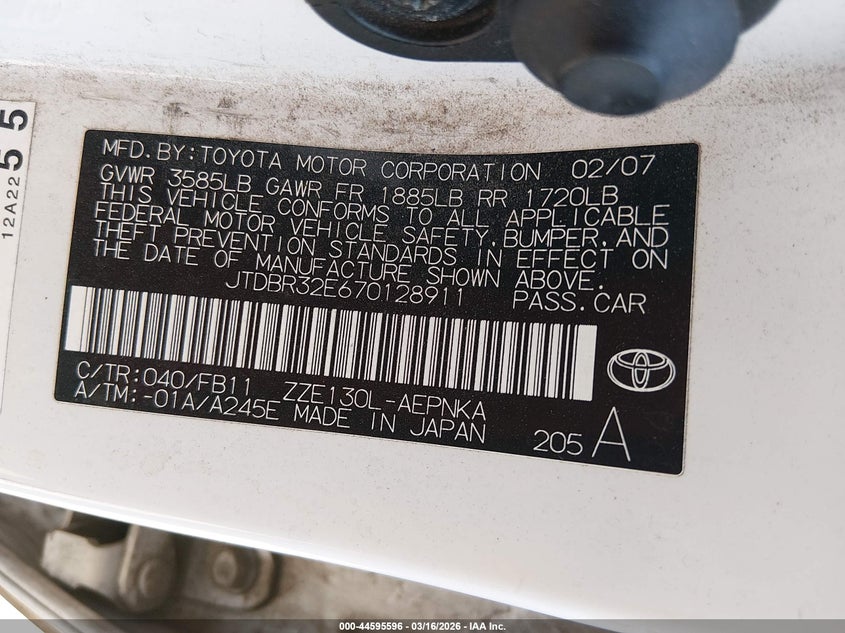 MFD.BY:TOYOTA MOTOR CORPORATION 02/07
GVWR 3585LB GAWR FR 1885LB RR 1720LB
THIS VEHICLE CONFORMS TO ALL APPLICABLE
FEDERAL MOTOR VEHICLE SAFETY,BUMPER,AND
THEFT PREVENTION STANDARDS IN EFFECT ON
THE DATE OF MANUFACTURE SHOWN ABOVE.
JTDBR32E670128911 PASS.CAR
C/TR:040/FB11 ZZE130L-AEPNKA
A/TM:-01A/A245E MADE IN JAPAN
205 A
12A22 55
000-44595596 - 03/16/2026 - IAA Inc.